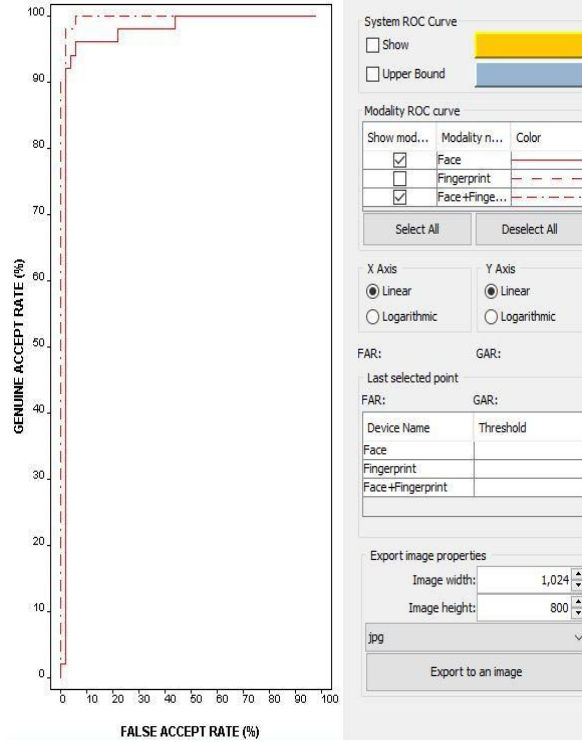 100
90
80
70
60
50
40
30
20
10
0
GENUINE ACCEPT RATE (%)
0 10 20 30 40 50 60 70 80 90 100
FALSE ACCEPT RATE (%)
System ROC Curve
Show
Upper Bound
Modality ROC curve
Show mod... Modality n... Color
Face
Fingerprint
Face+Finge...
Select All Deselect All
X Axis Y Axis
Linear Linear
Logarithmic Logarithmic
FAR: GAR:
Last selected point
FAR: GAR:
Device Name Threshold
Face
Fingerprint
Face+Fingerprint
Export image properties
Image width: 1,024
Image height: 800
jpg
Export to an image